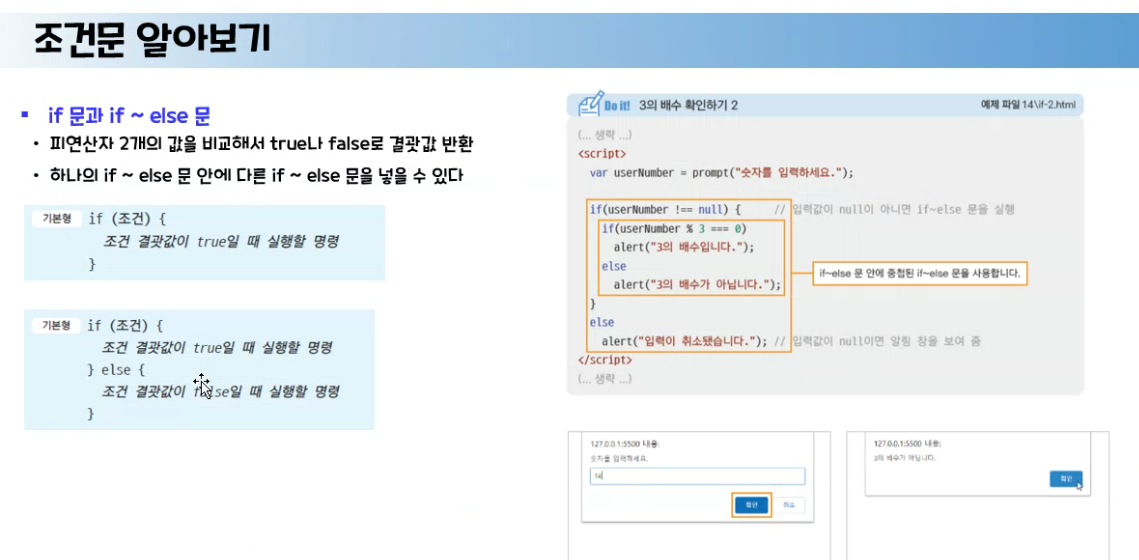 조건문 알아보기
▪ if 문과 if ~ else 문
• 피연산자 2개의 값을 비교해서 true나 false로 결괏값 반환
• 하나의 if ~ else 문 안에 다른 if ~ else 문을 넣을 수 있다
기본형 if (조건) {
조건 결괏값이 true일 때 실행할 명령
}
기본형 if (조건) {
조건 결괏값이 true일 때 실행할 명령
} else {
조건 결괏값이 false일 때 실행할 명령
}
Do it! 3의 배수 확인하기 2 예제 파일 14\if-2.html
(... 생략 ...)
<script>
var userNumber = prompt("숫자를 입력하세요.");
if(userNumber !== null) { // 입력값이 null이 아니면 if~else 문을 실행
if(userNumber % 3 === 0)
alert("3의 배수입니다.");
else
alert("3의 배수가 아닙니다.");
if~else 문 안에 중첩된 if~else 문을 사용합니다.
}
else
alert("입력이 취소됐습니다."); // 입력값이 null이면 알림 창을 보여 줌
</script>
(... 생략 ...)
127.0.0.1:5500 내용:
숫자를 입력하세요.
14
확인 취소
127.0.0.1:5500 내용:
3의 배수가 아닙니다.
확인